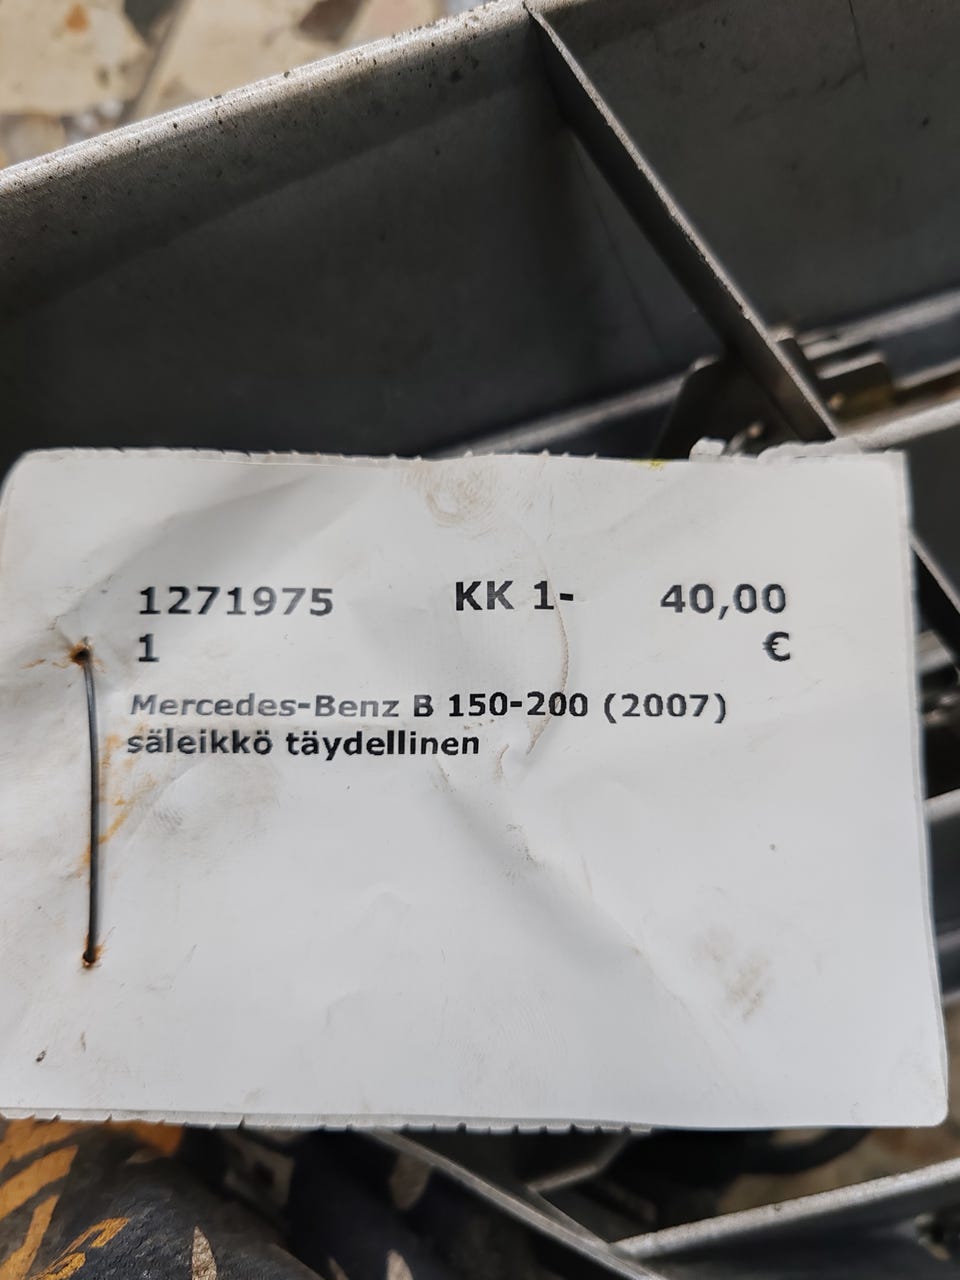 1271975 KK 1- 40,00
1 €
Mercedes-Benz B 150-200 (2007)
säleikkö täydellinen